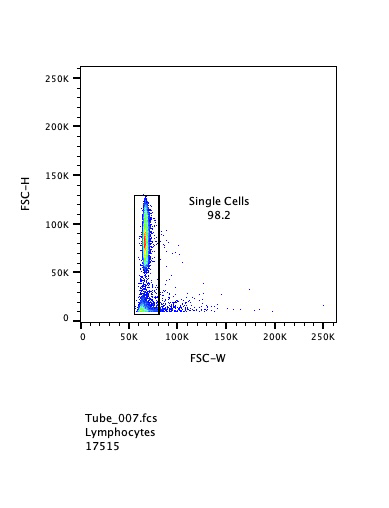 250K
200K
150K
100K
50K
0
FSC-H
Single Cells
98.2
0
50K
100K
150K
200K
250K
FSC-W
Tube_007.fcs
Lymphocytes
17515